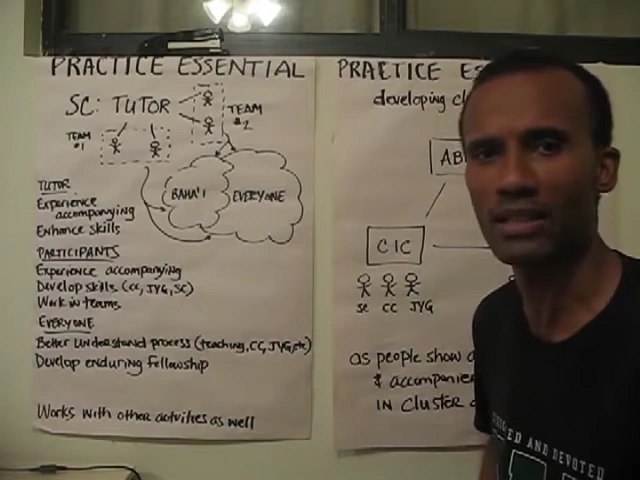 PRACTICE ESSENTIAL
SC: TUTOR
TEAM
#1
TEAM
#2
BAHA'I
EVERYONE
TUTOR
Experience
accompanying
Enhance skills
PARTICIPANTS
Experience accompanying
Develop skills (CC, JYG, SC)
Work in teams
EVERYONE
Better understand process (teaching, CC, JYG, etc)
Develop enduring fellowship
Works with other activities as well
PRACTICE ES
developing cl
AB
CIC
SC CC JYG
as people show
& accompanie
IN Cluster
AND DEVOTED